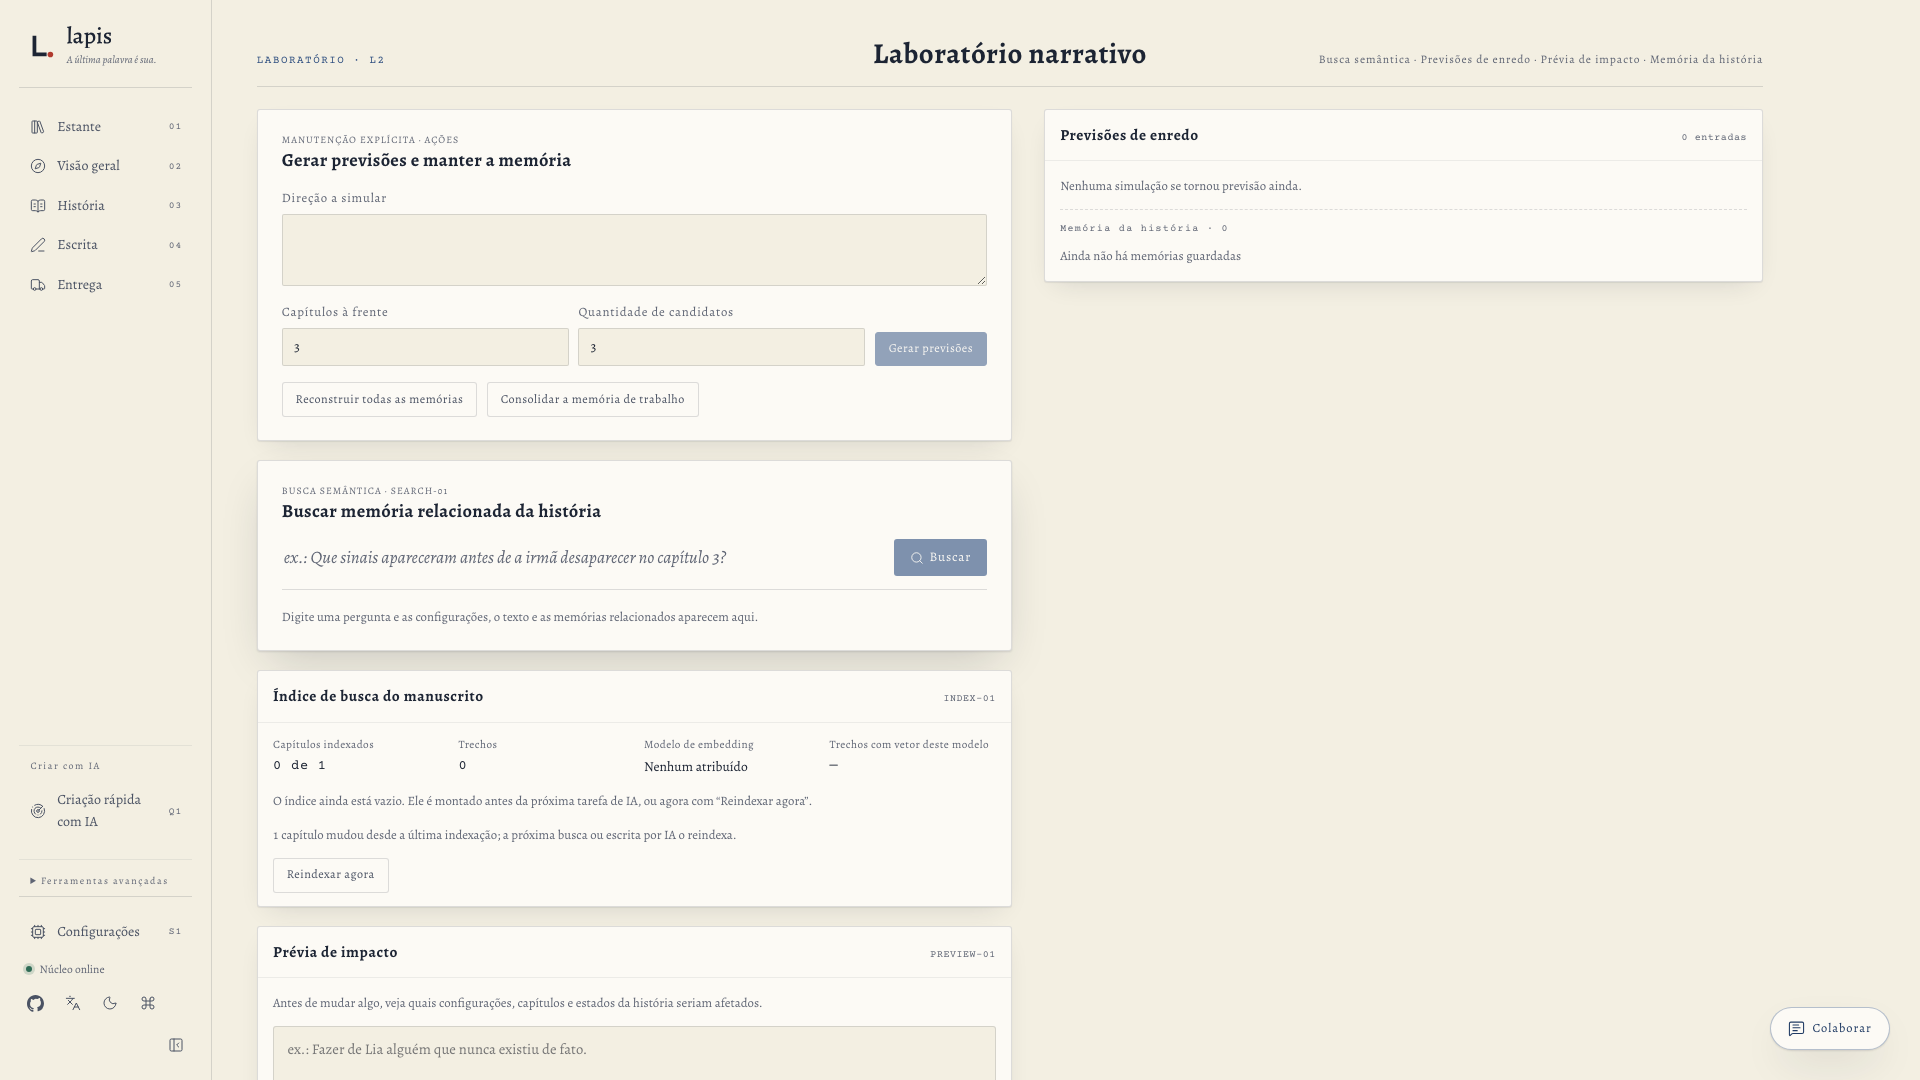 L.
lapis
A última palavra é sua.
Estante 01
Visão geral 02
História 03
Escrita 04
Entrega 05
Criar com IA
Criação rápida
com IA Q1
Ferramentas avançadas
Configurações S1
Núcleo online
LABORATÓRIO · L2
Laboratório narrativo
Busca semântica · Previsões de enredo · Prévia de impacto · Memória da história
MANUTENÇÃO EXPLÍCITA · AÇÕES
Gerar previsões e manter a memória
Direção a simular
Capítulos à frente Quantidade de candidatos
3 3 Gerar previsões
Reconstruir todas as memórias Consolidar a memória de trabalho
BUSCA SEMÂNTICA · SEARCH-01
Buscar memória relacionada da história
ex.: Que sinais apareceram antes de a irmã desaparecer no capítulo 3? Buscar
Digite uma pergunta e as configurações, o texto e as memórias relacionados aparecem aqui.
Índice de busca do manuscrito INDEX-01
Capítulos indexados Trechos Modelo de embedding Trechos com vetor deste modelo
0 de 1 0 Nenhum atribuído —
O índice ainda está vazio. Ele é montado antes da próxima tarefa de IA, ou agora com “Reindexar agora”.
1 capítulo mudou desde a última indexação; a próxima busca ou escrita por IA o reindexa.
Reindexar agora
Prévia de impacto PREVIEW-01
Antes de mudar algo, veja quais configurações, capítulos e estados da história seriam afetados.
ex.: Fazer de Lia alguém que nunca existiu de fato.
Previsões de enredo 0 entradas
Nenhuma simulação se tornou previsão ainda.
Memória da história · 0
Ainda não há memórias guardadas
Colaborar